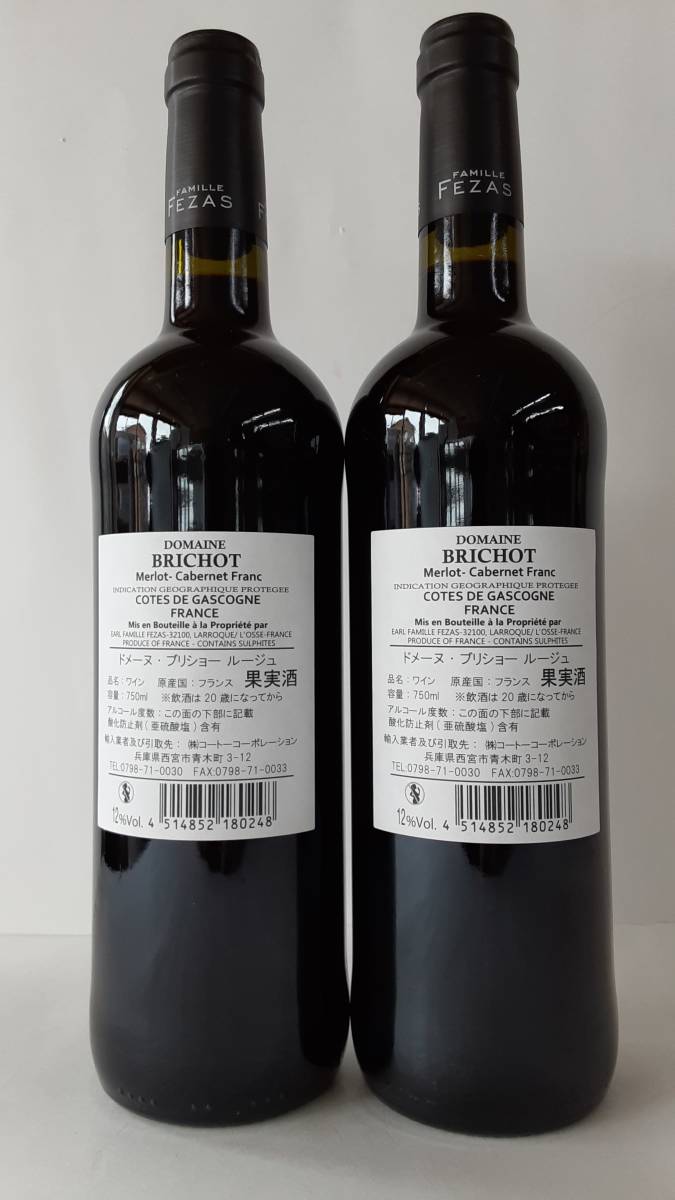 FAMILLE
FEZAS
DOMAINE
BRICHOT
Merlot- Cabernet Franc
INDICATION GEOGRAPHIQUE PROTEGEE
COTES DE GASCOGNE
FRANCE
Mis en Bouteille à la Propriété par
EARL FAMILLE FEZAS-32100, LARROQUE/ L'OSSE-FRANCE
PRODUCE OF FRANCE - CONTAINS SULPHITES
ドメーヌ・ブリショー ルージュ
品名：ワイン 原産国：フランス 果実酒
容量：750ml ※飲酒は20歳になってから
アルコール度数：この面の下部に記載
酸化防止剤(亜硫酸塩)含有
輸入業者及び引取先：㈱コートーコーポレーション
兵庫県西宮市青木町3-12
TEL:0798-71-0030 FAX:0798-71-0033
12%Vol. 4 514852 180248
FAMILLE
FEZAS
DOMAINE
BRICHOT
Merlot- Cabernet Franc
INDICATION GEOGRAPHIQUE PROTEGEE
COTES DE GASCOGNE
FRANCE
Mis en Bouteille à la Propriété par
EARL FAMILLE FEZAS-32100, LARROQUE/ L'OSSE-FRANCE
PRODUCE OF FRANCE - CONTAINS SULPHITES
ドメーヌ・ブリショー ルージュ
品名：ワイン 原産国：フランス 果実酒
容量：750ml ※飲酒は20歳になってから
アルコール度数：この面の下部に記載
酸化防止剤(亜硫酸塩)含有
輸入業者及び引取先：㈱コートーコーポレーション
兵庫県西宮市青木町3-12
TEL:0798-71-0030 FAX:0798-71-0033
12%Vol. 4 514852 180248